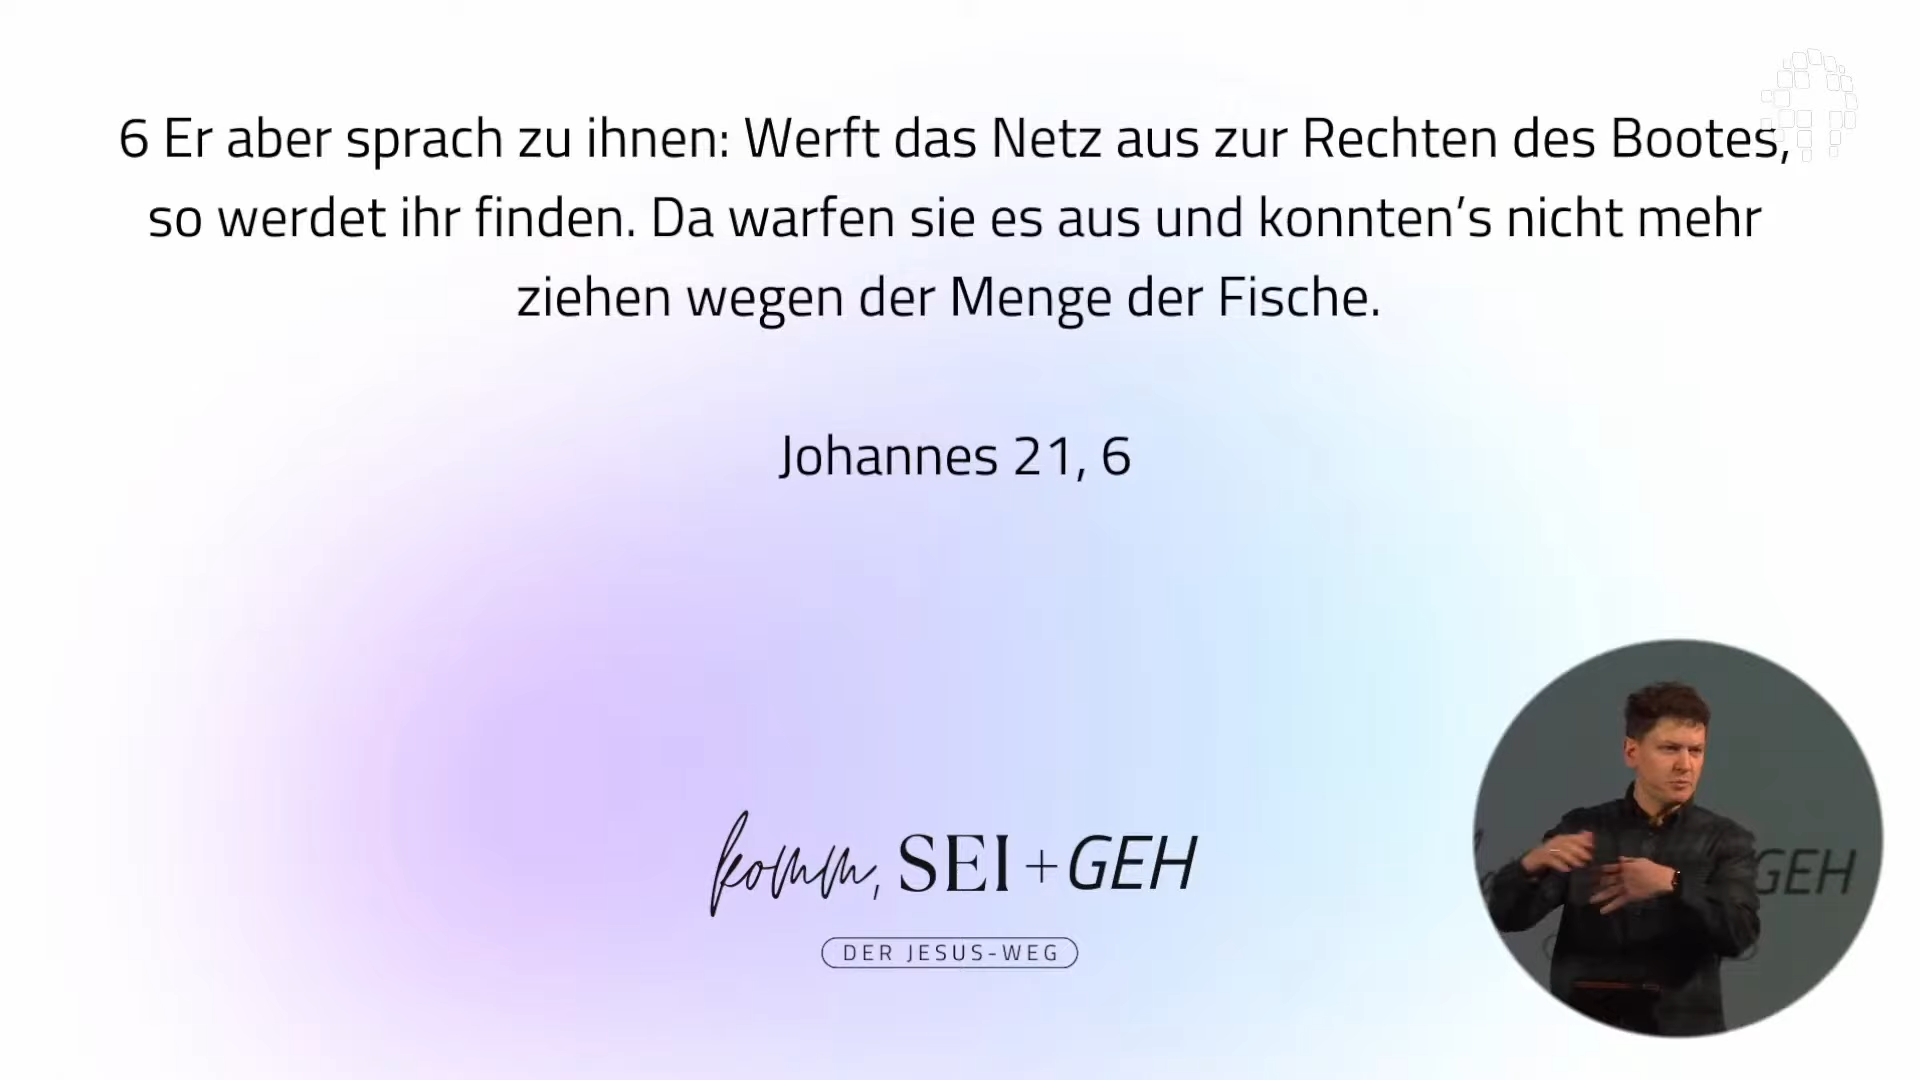 6 Er aber sprach zu ihnen: Werft das Netz aus zur Rechten des Bootes,
so werdet ihr finden. Da warfen sie es aus und konnten’s nicht mehr
ziehen wegen der Menge der Fische.
Johannes 21, 6
komm, SEI + GEH
DER JESUS-WEG
GEH